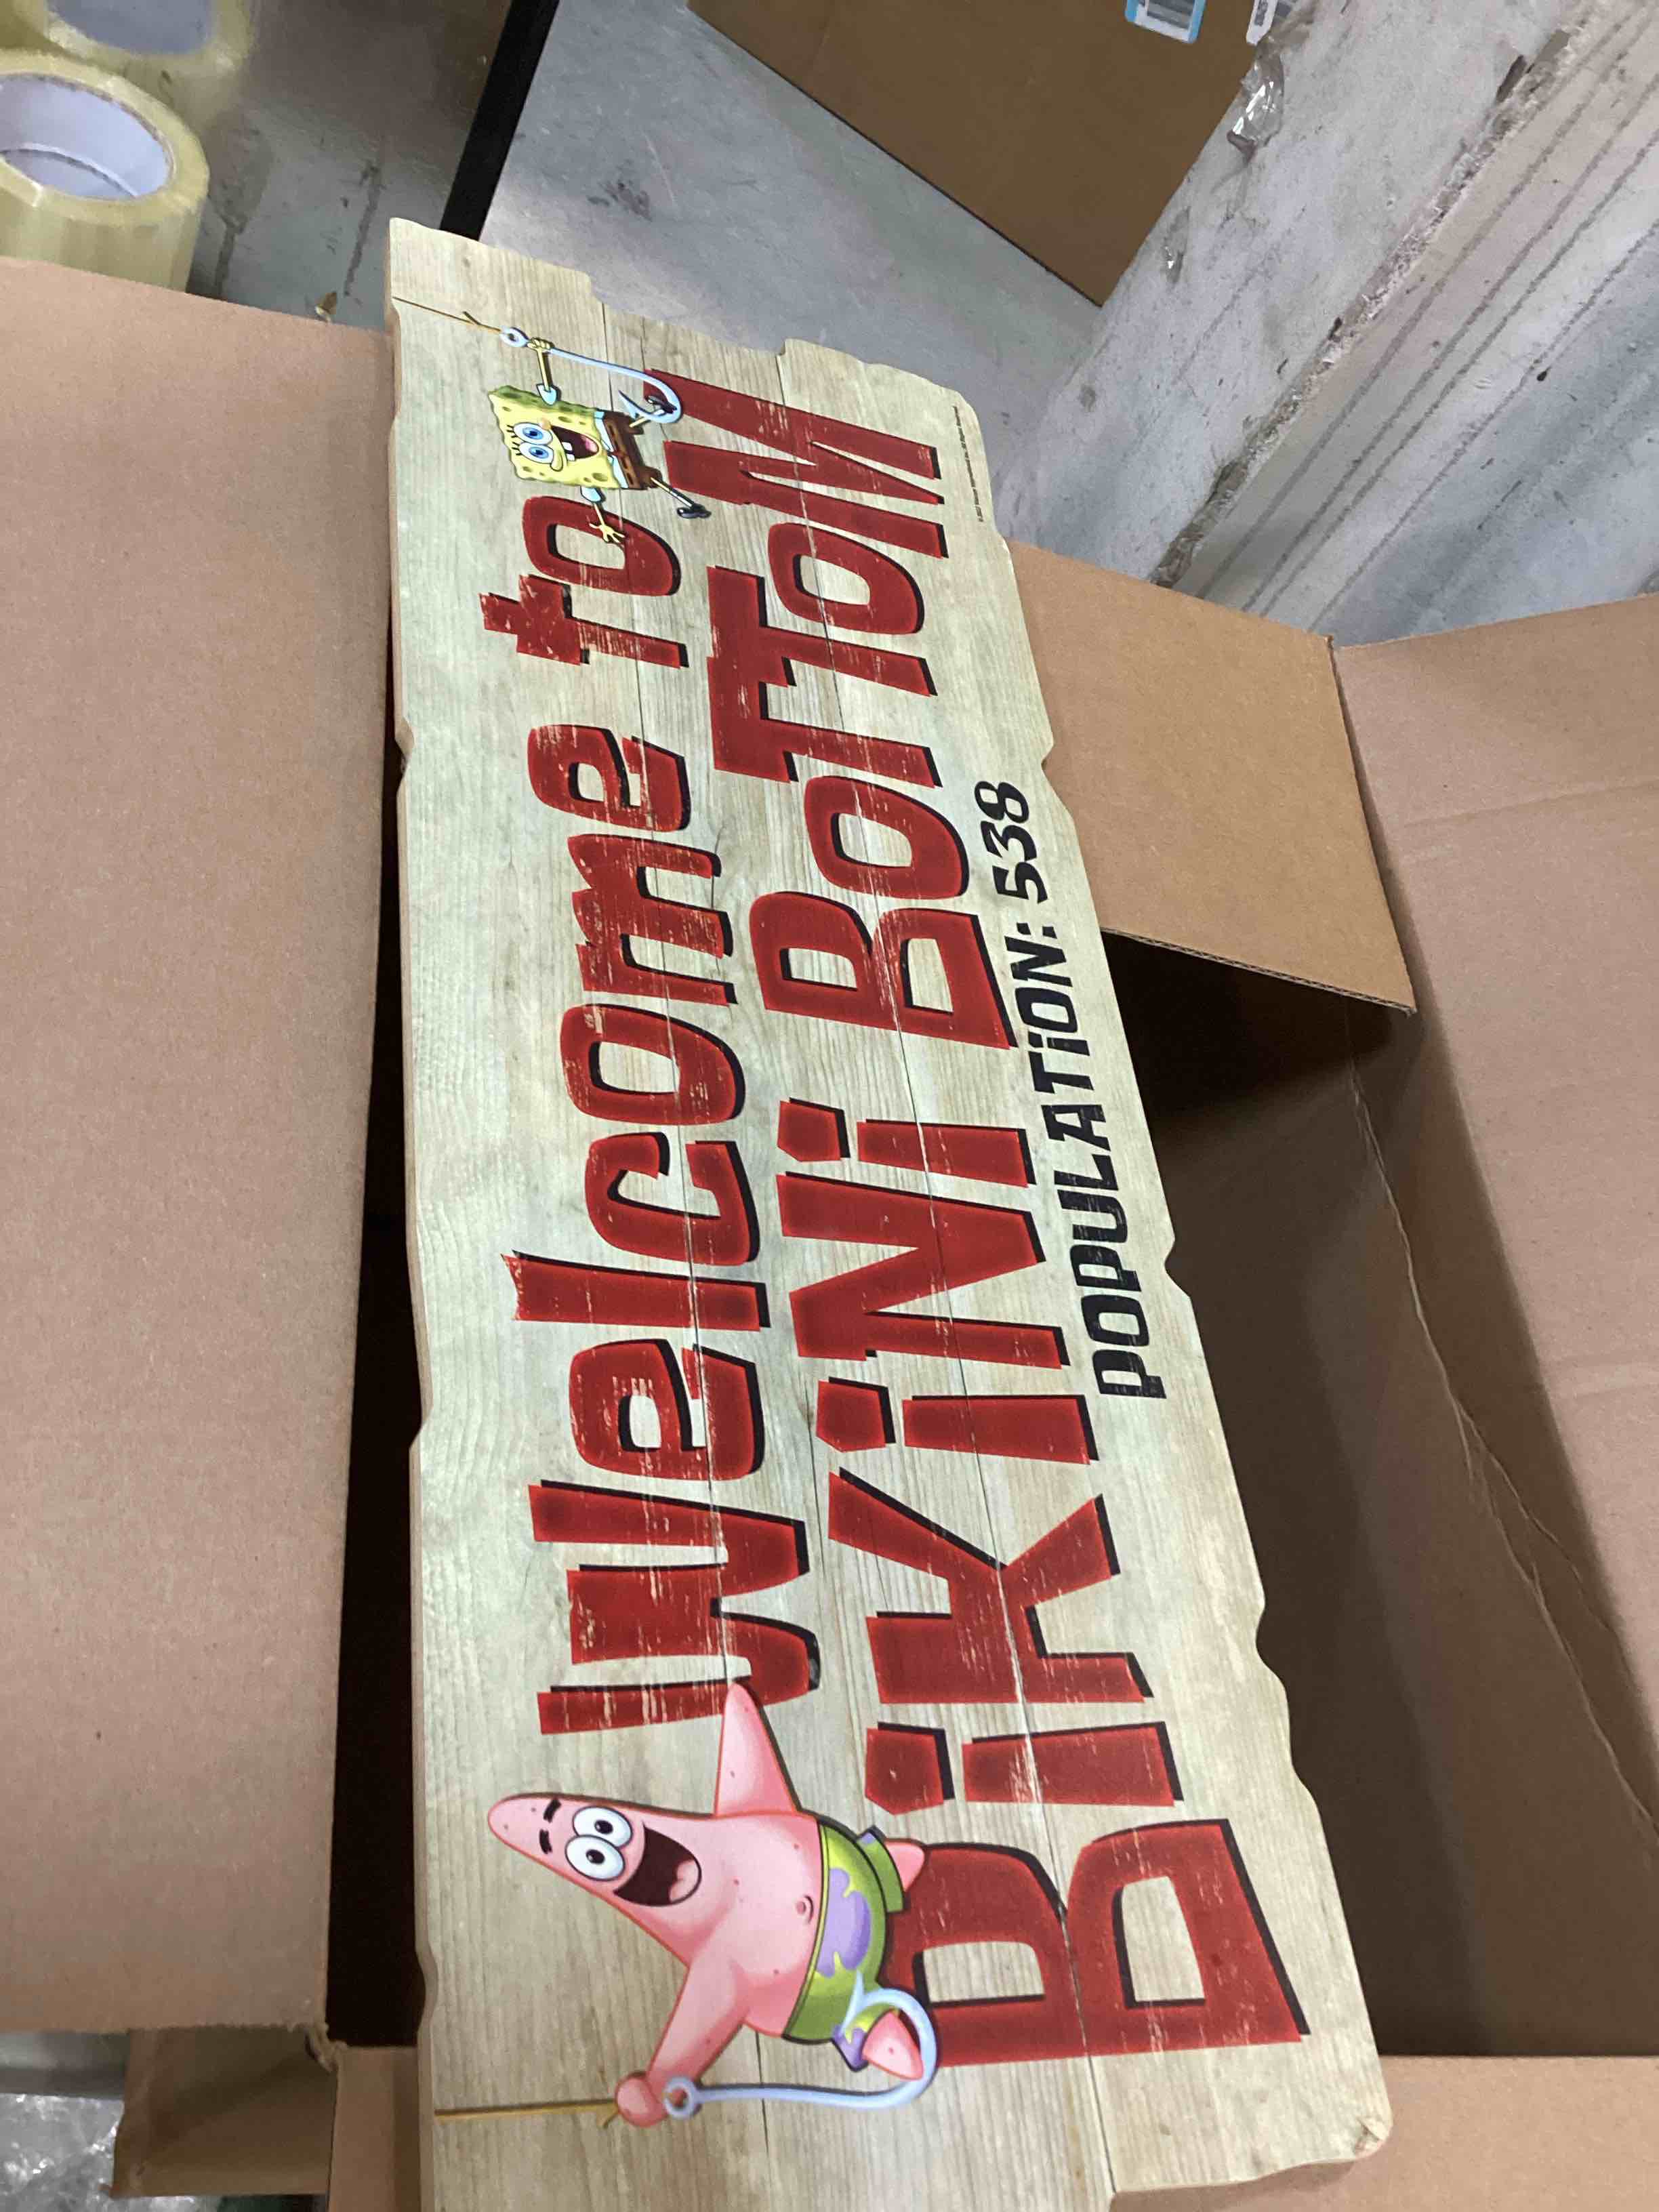 Welcome to
BiKiNi BOTTOM
POPULATiON: 538